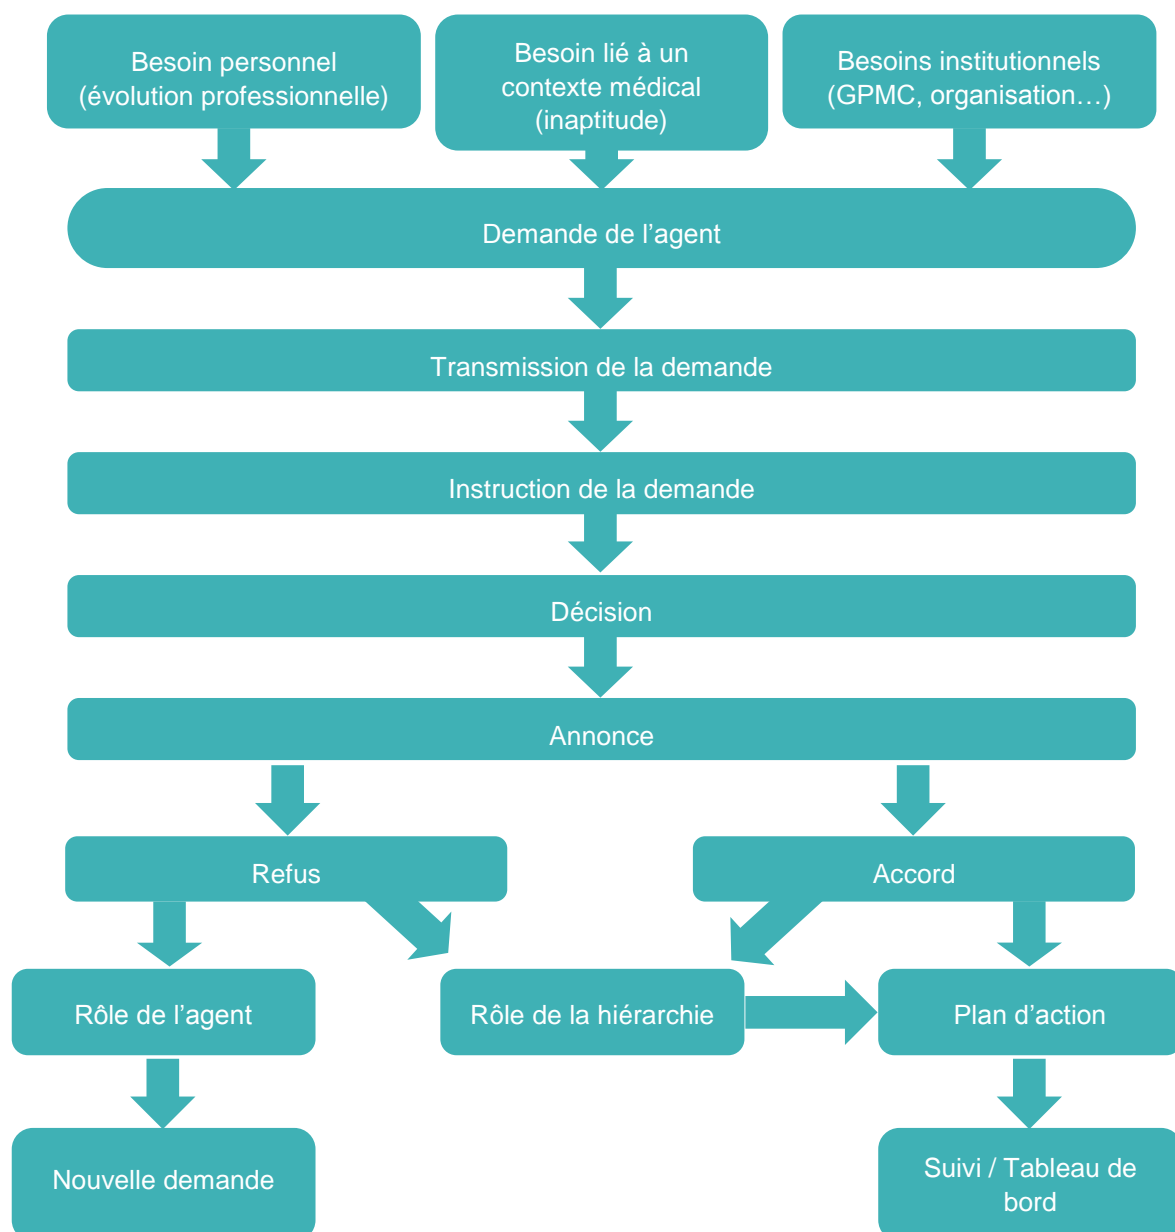 Besoin personnel
(évolution professionnelle)
Besoin lié à un
contexte médical
(inaptitude)
Besoins institutionnels
(GPMC, organisation…)
Demande de l’agent
Transmission de la demande
Instruction de la demande
Décision
Annonce
Refus
Accord
Rôle de l’agent
Rôle de la hiérarchie
Plan d’action
Nouvelle demande
Suivi / Tableau de
bord